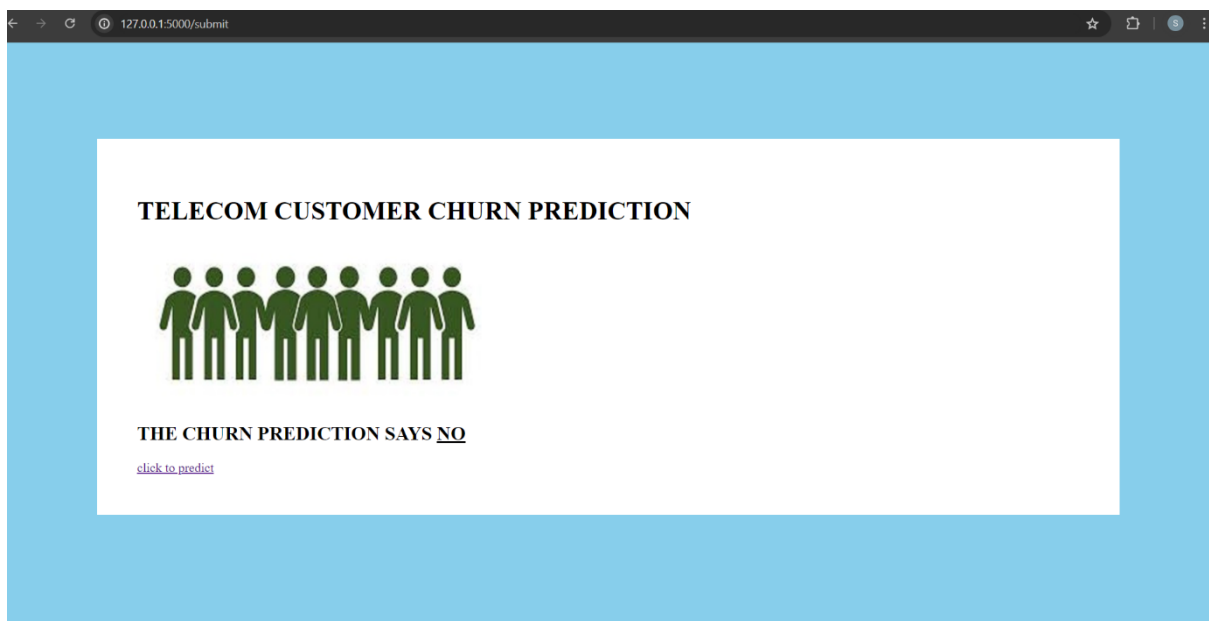 127.0.0.1:5000/submit
S
TELECOM CUSTOMER CHURN PREDICTION
THE CHURN PREDICTION SAYS NO
click to predict